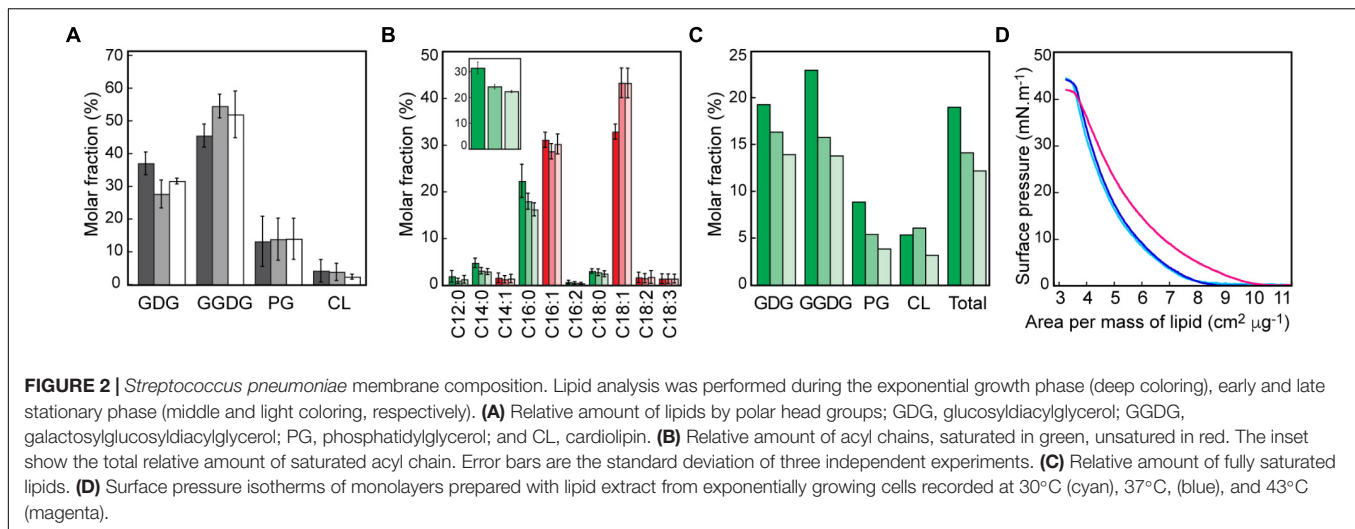 A
B
C
D
70
60
50
40
30
20
10
0
Molar fraction (%)
GDG
GGDG
PG
CL
50
40
30
20
10
0
Molar fraction (%)
30
20
10
0
C12:0
C14:0
C14:1
C16:0
C16:1
C16:2
C18:0
C18:1
C18:2
C18:3
25
20
15
10
5
0
Molar fraction (%)
GDG
GGDG
PG
CL
Total
40
30
20
10
0
Surface pressure (mN.m-1)
3 4 5 6 7 8 9 10 11
Area per mass of lipid (cm2 μg-1)
FIGURE 2 | Streptococcus pneumoniae membrane composition. Lipid analysis was performed during the exponential growth phase (deep coloring), early and late
stationary phase (middle and light coloring, respectively). (A) Relative amount of lipids by polar head groups; GDG, glucosyldiacylglycerol; GGDG,
galactosylglucosyldiacylglycerol; PG, phosphatidylglycerol; and CL, cardiolipin. (B) Relative amount of acyl chains, saturated in green, unsatured in red. The inset
show the total relative amount of saturated acyl chain. Error bars are the standard deviation of three independent experiments. (C) Relative amount of fully saturated
lipids. (D) Surface pressure isotherms of monolayers prepared with lipid extract from exponentially growing cells recorded at 30°C (cyan), 37°C, (blue), and 43°C
(magenta).